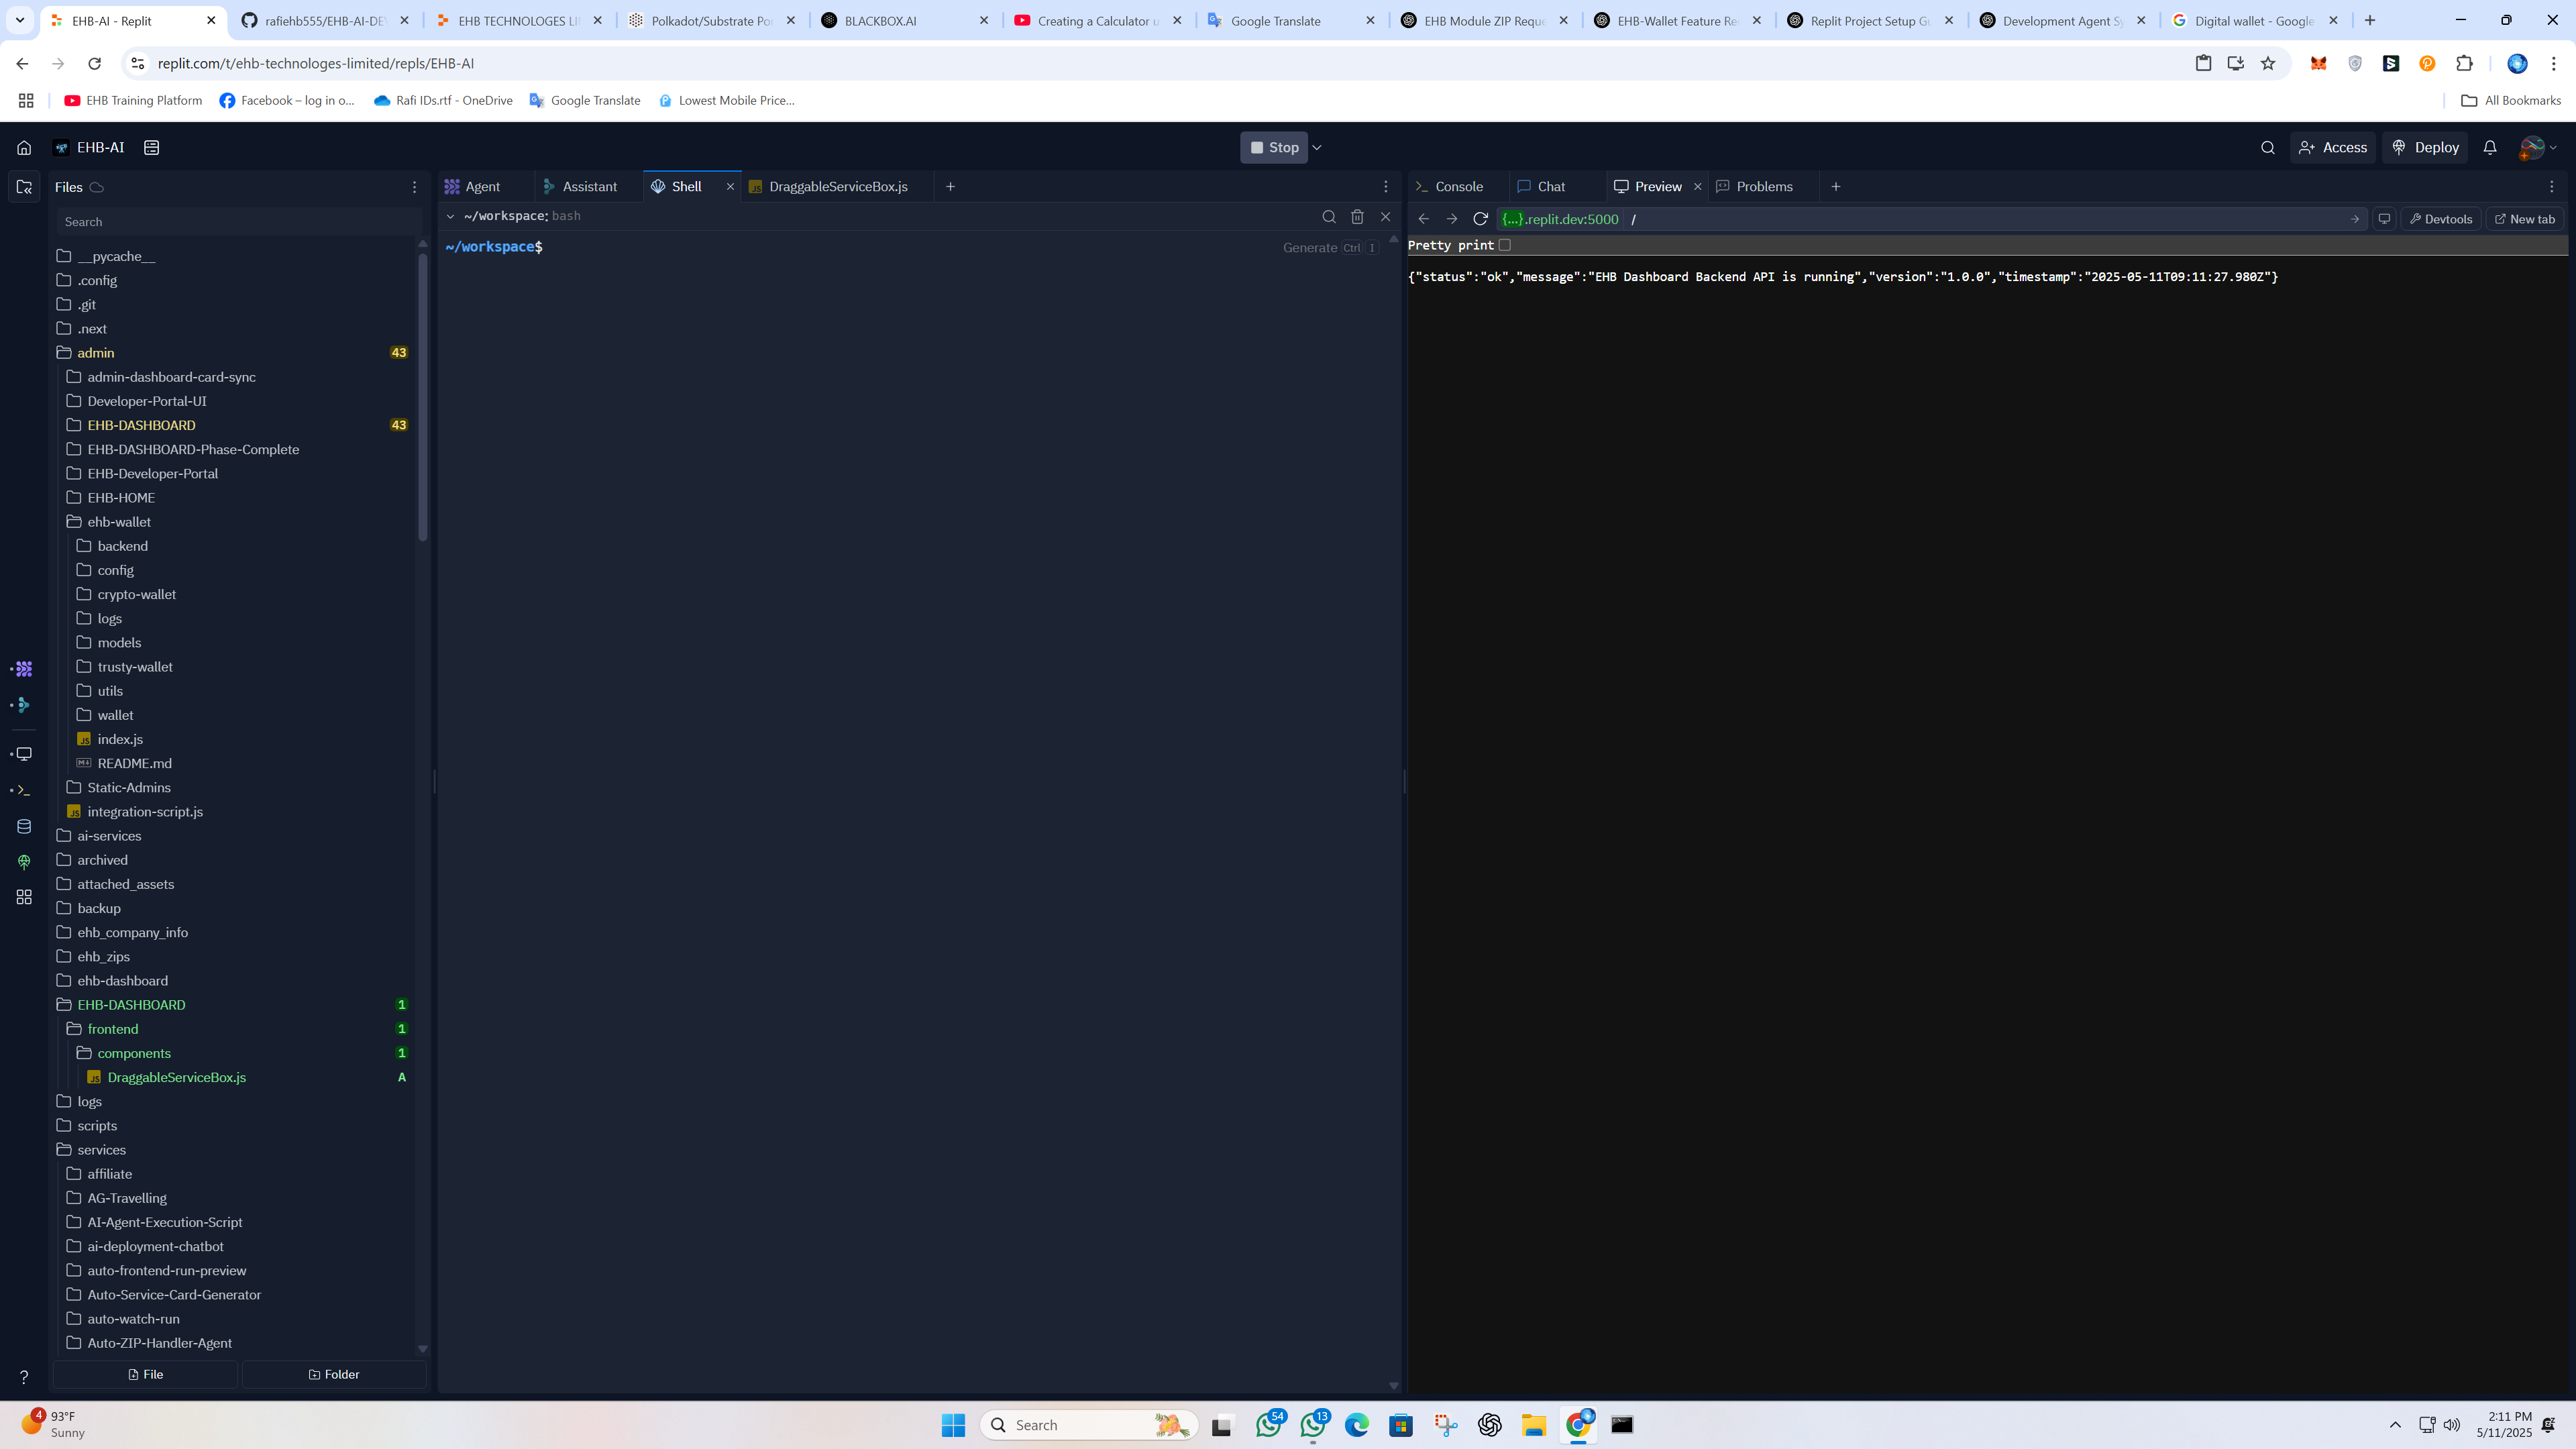 EHB-AI - Replit
rafiehb555/EHB-AI-DE
EHB TECHNOLOGES LI
Polkadot/Substrate Po
BLACKBOX.AI
Creating a Calculator u
Google Translate
EHB Module ZIP Reque
EHB-Wallet Feature Re
Replit Project Setup G
Development Agent Sy
Digital wallet - Google
replit.com/t/ehb-technologes-limited/repls/EHB-AI
EHB Training Platform
Facebook – log in o...
Rafi IDs.rtf - OneDrive
Google Translate
Lowest Mobile Price...
All Bookmarks
EHB-AI
Stop
Access
Deploy
Files
Agent
Assistant
Shell
DraggableServiceBox.js
Console
Chat
Preview
Problems
Search
~/workspace: bash
{...}.replit.dev:5000 /
Devtools
New tab
~/workspace$
Generate Ctrl I
Pretty print
{"status":"ok","message":"EHB Dashboard Backend API is running","version":"1.0.0","timestamp":"2025-05-11T09:11:27.980Z"}
__pycache__
.config
.git
.next
admin 43
admin-dashboard-card-sync
Developer-Portal-UI
EHB-DASHBOARD 43
EHB-DASHBOARD-Phase-Complete
EHB-Developer-Portal
EHB-HOME
ehb-wallet
backend
config
crypto-wallet
logs
models
trusty-wallet
utils
wallet
JS index.js
README.md
Static-Admins
JS integration-script.js
ai-services
archived
attached_assets
backup
ehb_company_info
ehb_zips
ehb-dashboard
EHB-DASHBOARD 1
frontend 1
components 1
JS DraggableServiceBox.js A
logs
scripts
services
affiliate
AG-Travelling
AI-Agent-Execution-Script
ai-deployment-chatbot
auto-frontend-run-preview
Auto-Service-Card-Generator
auto-watch-run
Auto-ZIP-Handler-Agent
File
Folder
4
93°F
Sunny
Search
54
13
2:11 PM
5/11/2025